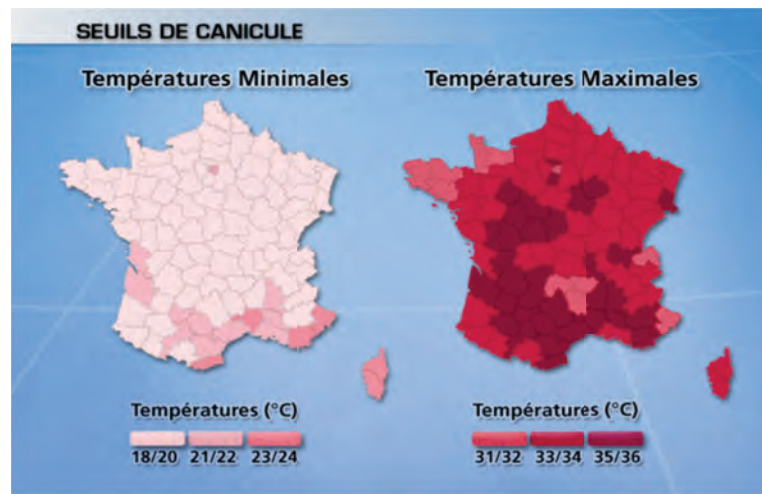 SEUILS DE CANICULE
Températures Minimales
Températures Maximales
Températures (°C)
18/20 21/22 23/24
Températures (°C)
31/32 33/34 35/36